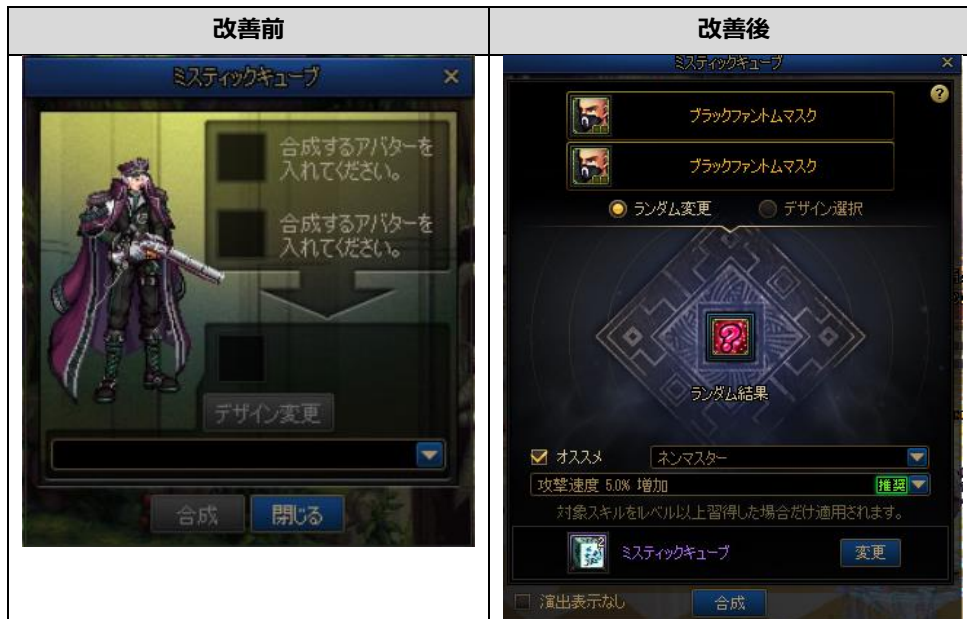 改善前
改善後
ミスティックキューブ
合成するアバターを
入れてください。
合成するアバターを
入れてください。
デザイン変更
合成
閉じる
ミスティックキューブ
?
ブラックファントムマスク
ブラックファントムマスク
ランダム変更 デザイン選択
?
ランダム結果
オススメ ネンマスター
攻撃速度 5.0% 増加 推奨
対象スキルをレベル以上習得した場合だけ適用されます。
2
ミスティックキューブ 変更
演出表示なし 合成